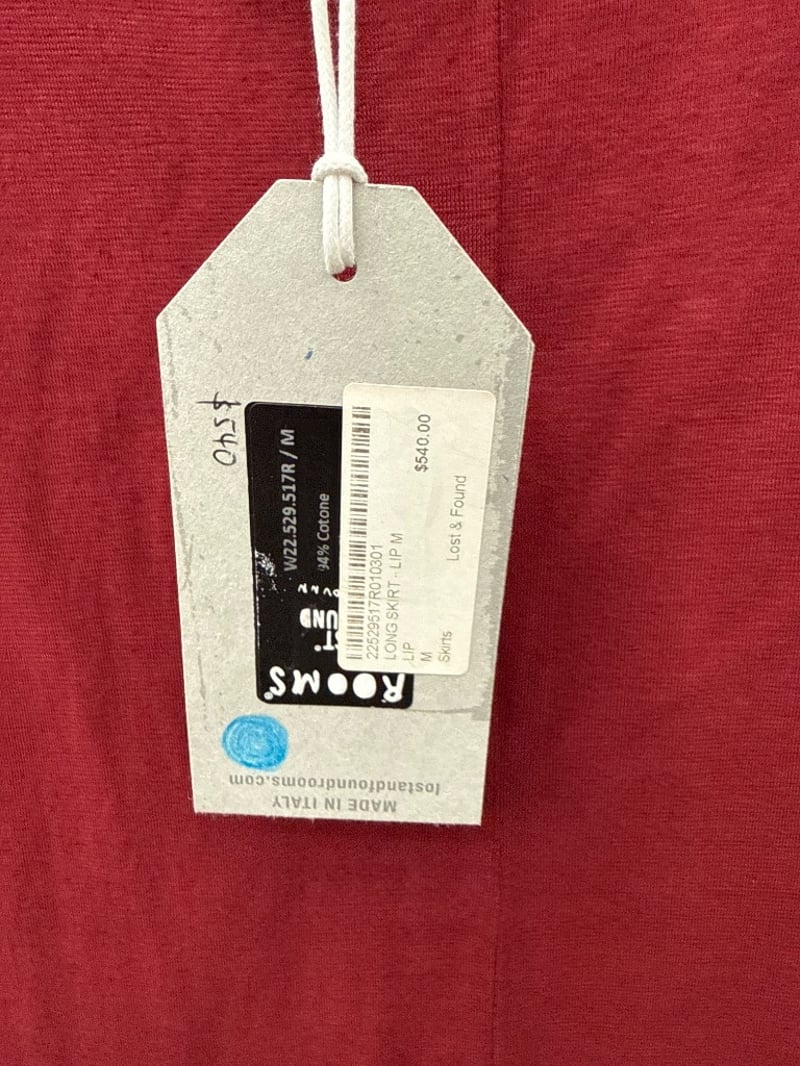 $540
W22.529.517R / M
94% Cotone
UND
ROOMS
22529517R010301
LONG SKIRT - LIP M
LIP
M
Skirts
$540.00
Lost & Found
lostandfoundrooms.com
MADE IN ITALY